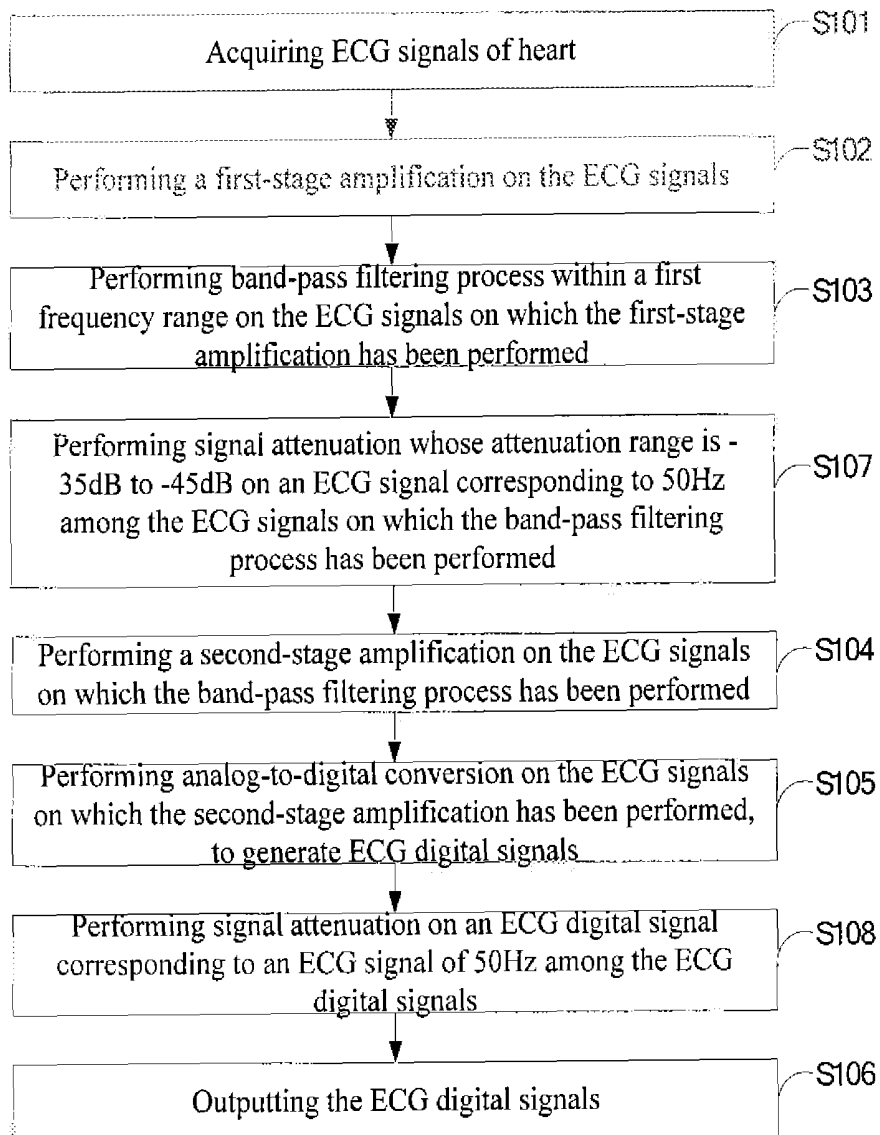 Acquiring ECG signals of heart
S101
Performing a first-stage amplification on the ECG signals
S102
Performing band-pass filtering process within a first
frequency range on the ECG signals on which the first-stage
amplification has been performed
S103
Performing signal attenuation whose attenuation range is -
35dB to -45dB on an ECG signal corresponding to 50Hz
among the ECG signals on which the band-pass filtering
process has been performed
S107
Performing a second-stage amplification on the ECG signals
on which the band-pass filtering process has been performed
S104
Performing analog-to-digital conversion on the ECG signals
on which the second-stage amplification has been performed,
to generate ECG digital signals
S105
Performing signal attenuation on an ECG digital signal
corresponding to an ECG signal of 50Hz among the ECG
digital signals
S108
Outputting the ECG digital signals
S106